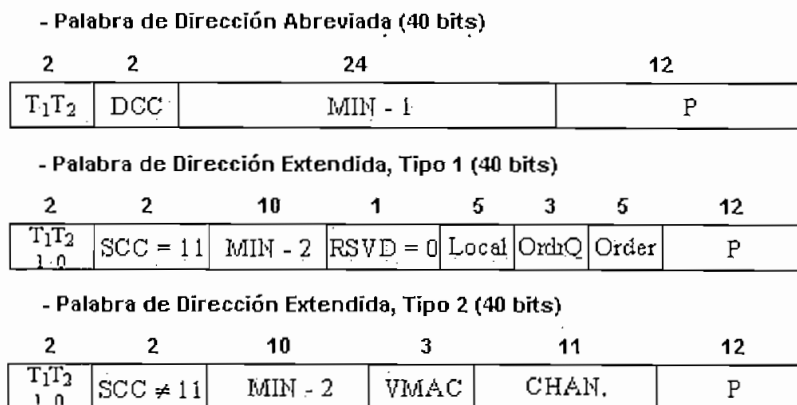 - Palabra de Dirección Abreviada (40 bits)
2 2 24 12
T₁T₂ DCC MIN - 1 P
- Palabra de Dirección Extendida, Tipo 1 (40 bits)
2 2 10 1 5 3 5 12
T₁T₂ SCC = 11 MIN - 2 RSVD = 0 Local OrdrQ Order P
1 0
- Palabra de Dirección Extendida, Tipo 2 (40 bits)
2 2 10 3 11 12
T₁T₂ SCC ≠ 11 MIN - 2 VMAC CHAN. P
1 0